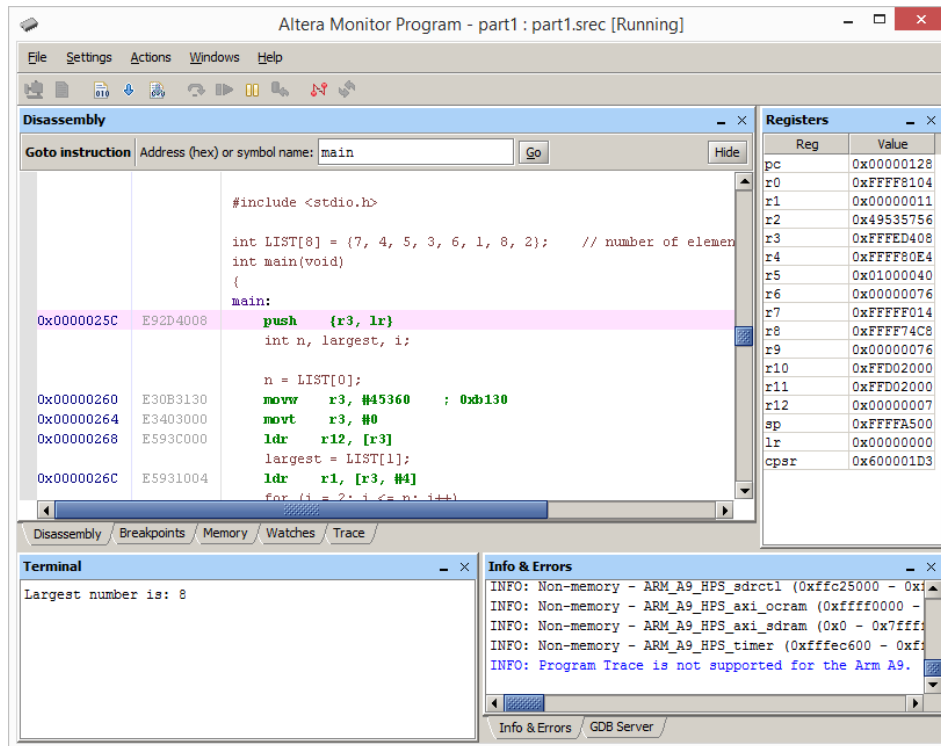 Altera Monitor Program - part1 : part1.srec [Running]
File Settings Actions Windows Help
Disassembly
Goto instruction Address (hex) or symbol name: main Go Hide
#include <stdio.h>
int LIST[8] = {7, 4, 5, 3, 6, 1, 8, 2}; // number of elemen
int main(void)
{
main:
0x0000025C E92D4008 push {r3, lr}
int n, largest, i;
n = LIST[0];
0x00000260 E30B3130 movw r3, #45360 ; 0xb130
0x00000264 E3403000 movt r3, #0
0x00000268 E593C000 ldr r12, [r3]
largest = LIST[1];
0x0000026C E5931004 ldr r1, [r3, #4]
for (i = 2; i <= n; i++)
Disassembly Breakpoints Memory Watches Trace
Registers
Reg Value
pc 0x00000128
r0 0xFFFF8104
r1 0x00000011
r2 0x49535756
r3 0xFFFED408
r4 0xFFFF80E4
r5 0x01000040
r6 0x00000076
r7 0xFFFFF014
r8 0xFFFF74C8
r9 0x00000076
r10 0xFFD02000
r11 0xFFD02000
r12 0x00000007
sp 0xFFFFA500
lr 0x00000000
cpsr 0x600001D3
Terminal
Largest number is: 8
Info & Errors
INFO: Non-memory - ARM_A9_HPS_sdrctl (0xffc25000 -
INFO: Non-memory - ARM_A9_HPS_axi_ocram (0xffff0000 -
INFO: Non-memory - ARM_A9_HPS_axi_sdram (0x0 -
INFO: Non-memory - ARM_A9_HPS_timer (0xfffec600 -
INFO: Program Trace is not supported for the Arm A9.
Info & Errors GDB Server